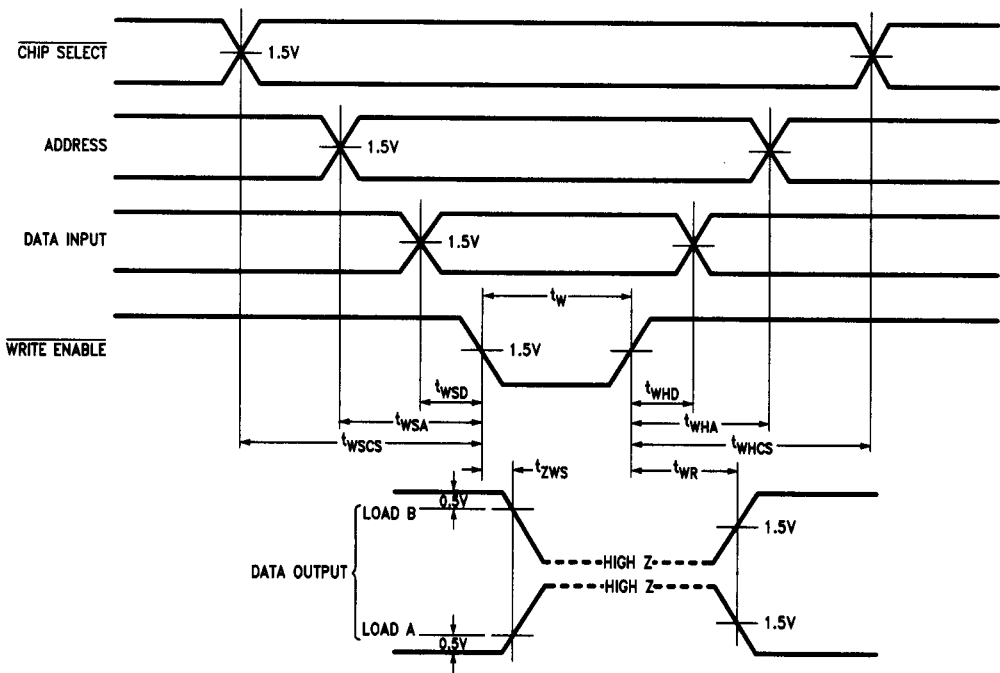 CHIP SELECT
1.5V
ADDRESS
1.5V
DATA INPUT
1.5V
tW
WRITE ENABLE
1.5V
tWSD
tWHD
tWSA
tWHA
tWSCS
tWHCS
tZWS
tWR
0.5V
LOAD B
1.5V
HIGH Z
DATA OUTPUT
HIGH Z
LOAD A
1.5V
0.5V